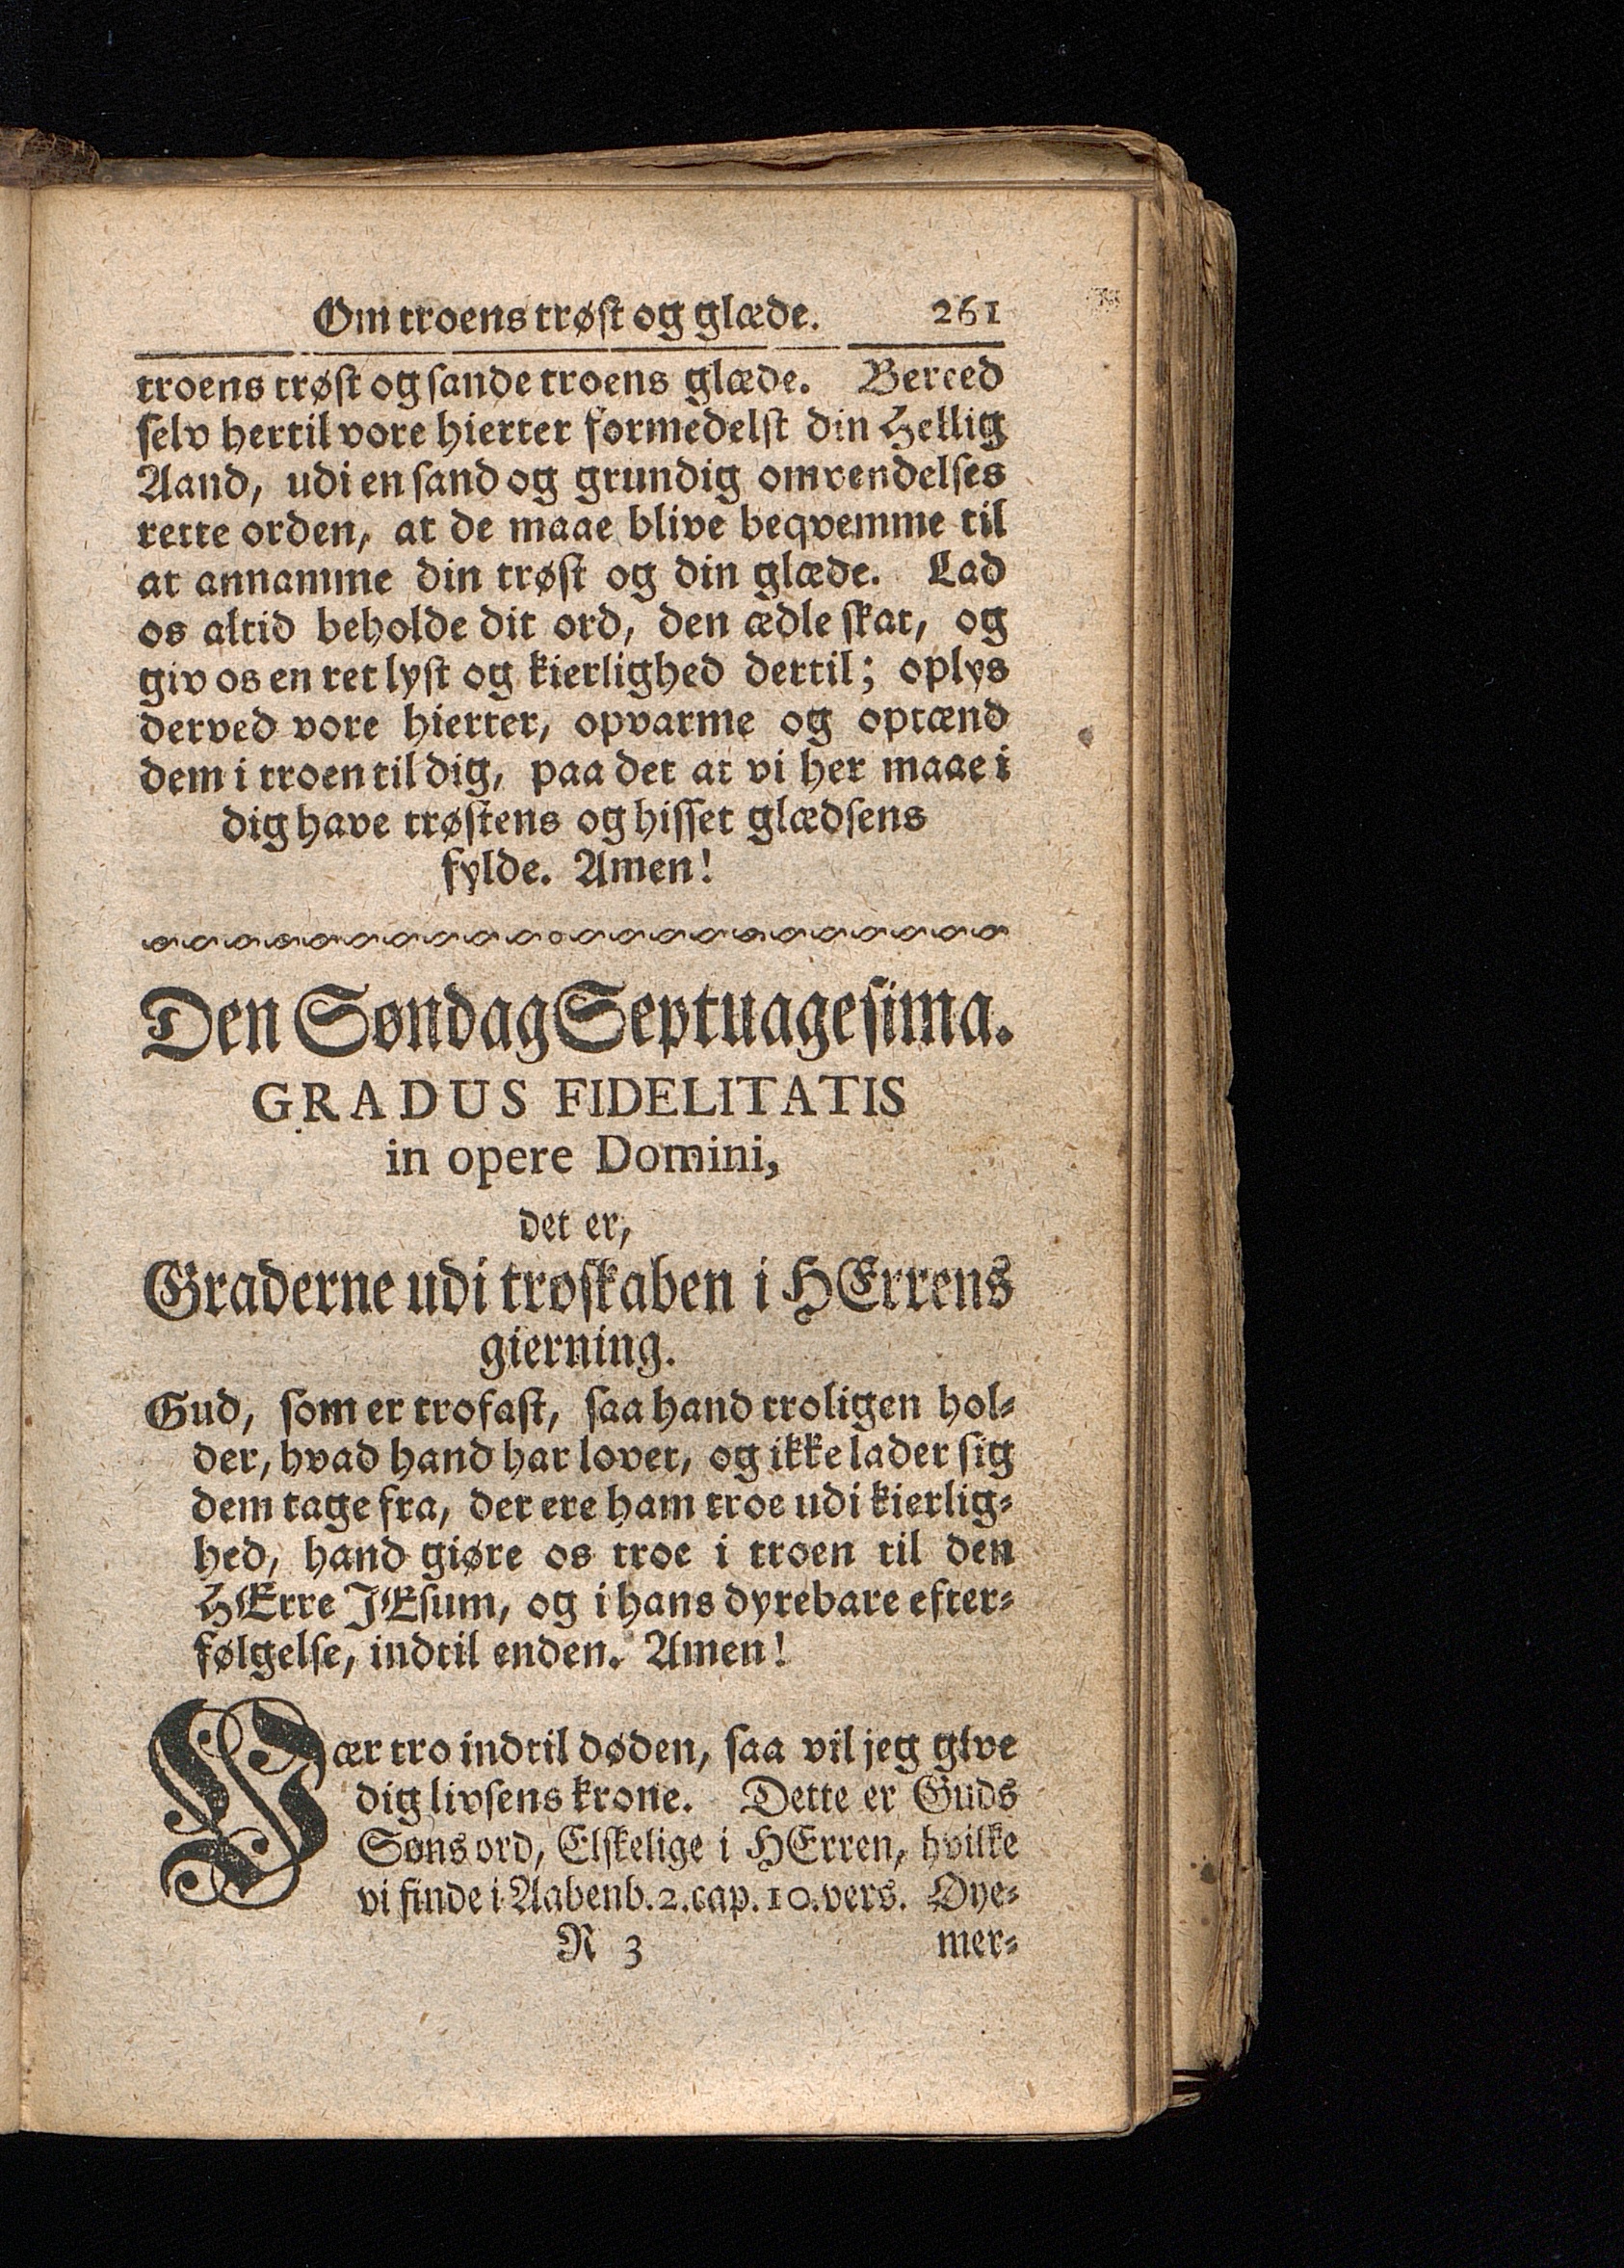 Om troens trøst og glæde. 261
troens trøst og sande troens glæde. Bereed
selv hertil vore hierter formedelst din Hellig
Aand, udi en sand og grundig omvendelses
rette orden, at de maae blive beqvemme til
at annamme din trøst og din glæde. Lad
os altid beholde dit ord, den ædle skat, og
giv os en ret lyst og kierlighed dertil; oplys
derved vore hierter, opvarme og optænd
dem i troen til dig, paa det at vi her maae i
dig have trøstens og hisset glædsens
fylde. Amen!
Den Søndag Septuagesima.
GRADUS FIDELITATIS
in opere Domini,
det er,
Graderne udi troskaben i HErrens
gierning.
Gud, som er trofast, saa hand troligen hol-
der, hvad hand har lovet, og ikke lader sig
dem tage fra, der ere ham troe udi kierlig-
hed, hand giøre os troe i troen til den
HErre JEsum, og i hans dyrebare efter-
følgelse, indtil enden. Amen!
Vær tro indtil døden, saa vil jeg give
dig livsens krone. Dette er Guds
Søns ord, Elskelige i HErren, hvilke
vi finde i Aabenb. 2. cap. 10. vers. Øye-
R 3 mer-